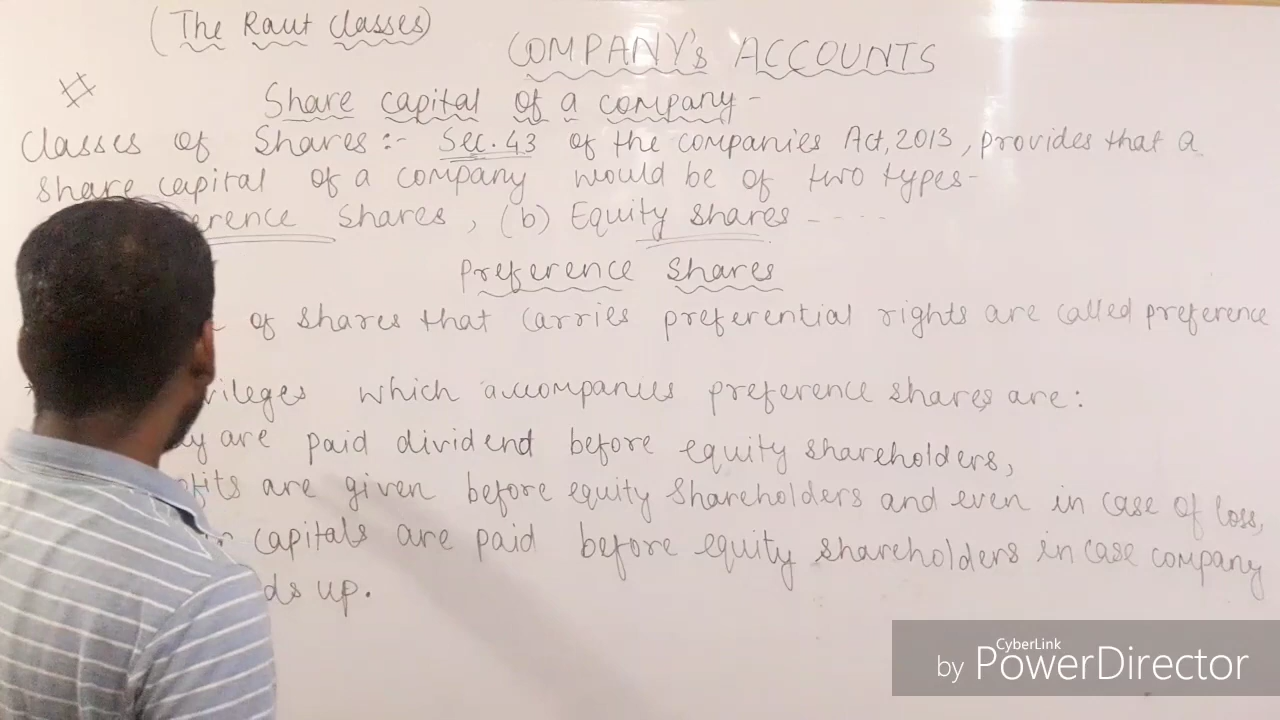 (The Raut Classes)
COMPANY's ACCOUNTS
#
Share capital of a company -
Classes of Shares :- Sec. 43 of the companies Act, 2013, provides that a
share capital of a company would be of two types -
Shares, (b) Equity shares - - - - -
Preference Shares
of shares that carries preferential rights are called preference
which accompanies preference shares are:
are paid dividend before equity shareholders,
are given before equity shareholders and even in case of loss,
capitals are paid before equity shareholders in case company
up.
CyberLink
by PowerDirector